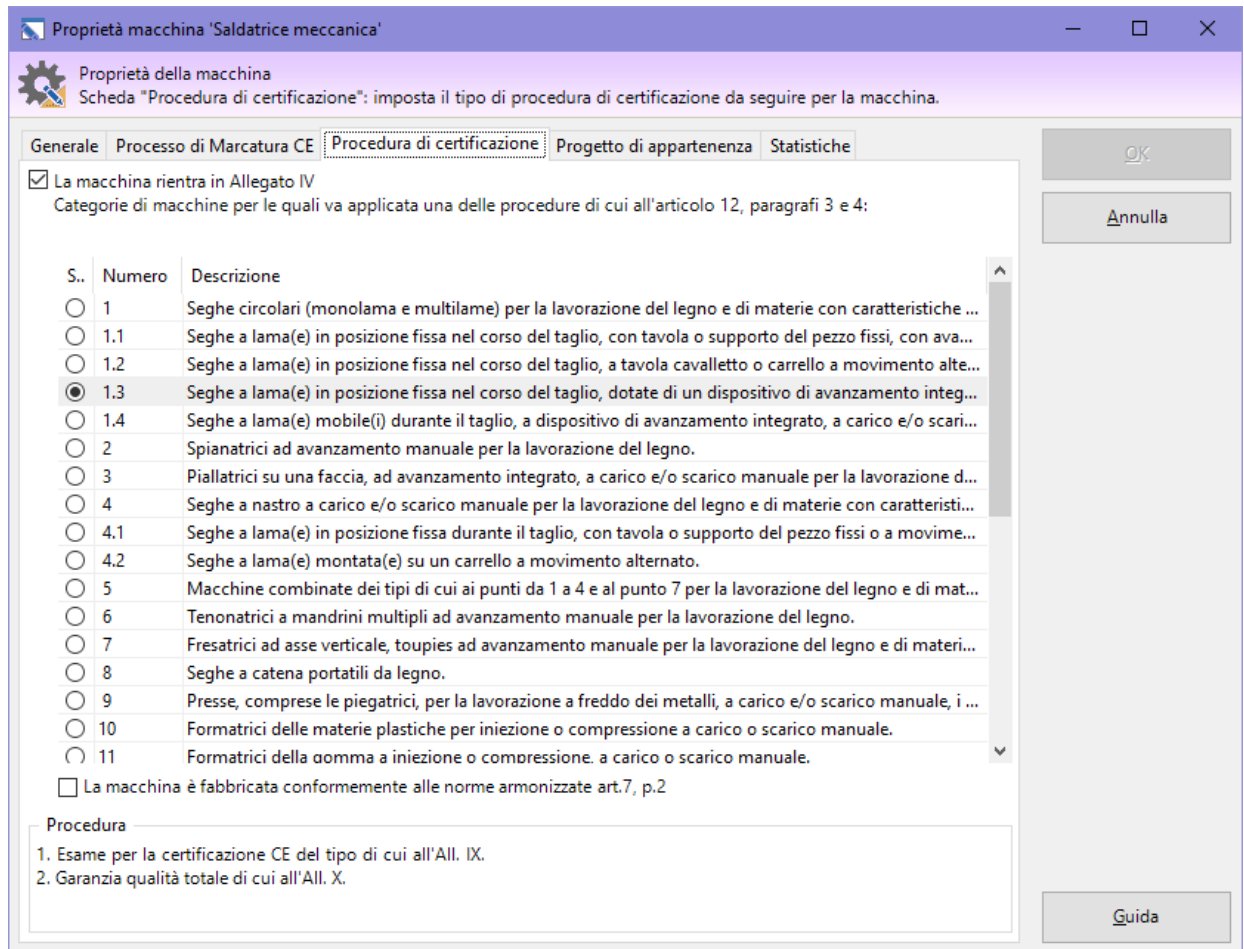 Proprietà macchina 'Saldatrice meccanica'
Proprietà della macchina
Scheda "Procedura di certificazione": imposta il tipo di procedura di certificazione da seguire per la macchina.
Generale Processo di Marcatura CE Procedura di certificazione Progetto di appartenenza Statistiche
OK
La macchina rientra in Allegato IV
Categorie di macchine per le quali va applicata una delle procedure di cui all'articolo 12, paragrafi 3 e 4:
Annulla
S.. Numero Descrizione
1 Seghe circolari (monolama e multilame) per la lavorazione del legno e di materie con caratteristiche ...
1.1 Seghe a lama(e) in posizione fissa nel corso del taglio, con tavola o supporto del pezzo fissi, con ava...
1.2 Seghe a lama(e) in posizione fissa nel corso del taglio, a tavola cavalletto o carrello a movimento alte...
1.3 Seghe a lama(e) in posizione fissa nel corso del taglio, dotate di un dispositivo di avanzamento integ...
1.4 Seghe a lama(e) mobile(i) durante il taglio, a dispositivo di avanzamento integrato, a carico e/o scari...
2 Spianatrici ad avanzamento manuale per la lavorazione del legno.
3 Piallatrici su una faccia, ad avanzamento integrato, a carico e/o scarico manuale per la lavorazione d...
4 Seghe a nastro a carico e/o scarico manuale per la lavorazione del legno e di materie con caratteristi...
4.1 Seghe a lama(e) in posizione fissa durante il taglio, con tavola o supporto del pezzo fissi o a movime...
4.2 Seghe a lama(e) montata(e) su un carrello a movimento alternato.
5 Macchine combinate dei tipi di cui ai punti da 1 a 4 e al punto 7 per la lavorazione del legno e di mat...
6 Tenonatrici a mandrini multipli ad avanzamento manuale per la lavorazione del legno.
7 Fresatrici ad asse verticale, toupies ad avanzamento manuale per la lavorazione del legno e di materi...
8 Seghe a catena portatili da legno.
9 Presse, comprese le piegatrici, per la lavorazione a freddo dei metalli, a carico e/o scarico manuale, i ...
10 Formatrici delle materie plastiche per iniezione o compressione a carico o scarico manuale.
11 Formatrici della gomma a iniezione o compressione, a carico o scarico manuale.
La macchina è fabbricata conformemente alle norme armonizzate art.7, p.2
Procedura
1. Esame per la certificazione CE del tipo di cui all'All. IX.
2. Garanzia qualità totale di cui all'All. X.
Guida